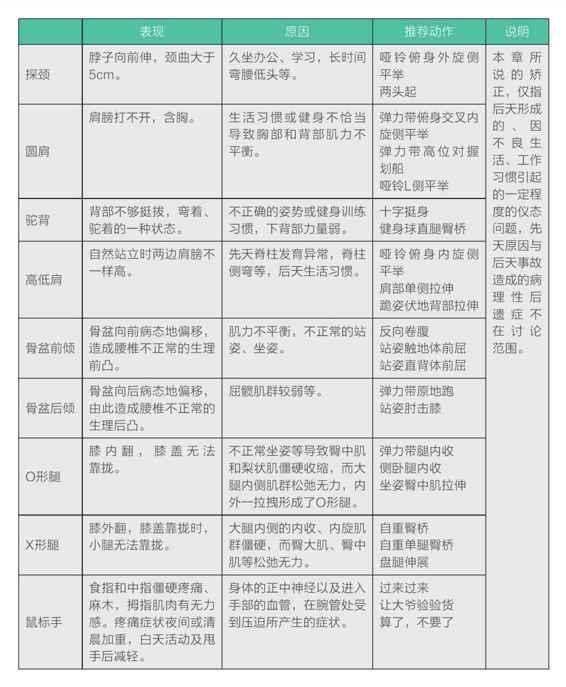 表现 原因 推荐动作 说明
探颈
脖子向前伸，颈曲大于
5cm。
久坐办公、学习，长时间
弯腰低头等。
哑铃俯身外旋侧
平举
两头起
圆肩
肩膀打不开，含胸。
生活习惯或健身不恰当
导致胸部和背部肌力不
平衡。
弹力带俯身交叉内
旋侧平举
弹力带高位对握
划船
哑铃L侧平举
驼背
背部不够挺拔，弯着、
驼着的一种状态。
不正确的姿势或健身训练
习惯，下背部力量弱。
十字挺身
健身球直腿臀桥
高低肩
自然站立时两边肩膀不
一样高。
先天脊柱发育异常，脊柱
侧弯等，后天生活习惯。
哑铃俯身内旋侧
平举
肩部单侧拉伸
跪姿伏地背部拉伸
骨盆前倾
骨盆向前病态地偏移，
造成腰椎不正常的生理
前凸。
肌力不平衡，不正常的站
姿、坐姿。
反向卷腹
站姿触地体前屈
站姿直背体前屈
骨盆后倾
骨盆向后病态地偏移，
由此造成腰椎不正常的
生理后凸。
屈髋肌群较弱等。
弹力带原地跑
站姿肘击膝
O形腿
膝内翻，膝盖无法
靠拢。
不正常坐姿等导致臀中肌
和梨状肌僵硬收缩，而大
腿内侧肌群松弛无力，内
外一拉拽形成了O形腿。
弹力带腿内收
侧卧腿内收
坐姿臀中肌拉伸
X形腿
膝外翻，膝盖靠拢时，
小腿无法靠拢。
大腿内侧的内收、内旋肌
群僵硬，而臀大肌、臀中
肌等松弛无力。
自重臀桥
自重单腿臀桥
盘腿伸展
鼠标手
食指和中指僵硬疼痛、
麻木，拇指肌肉有无力
感。疼痛症状夜间或清
晨加重，白天活动及甩
手后减轻。
身体的正中神经以及进入
手部的血管，在腕管处受
到压迫所产生的症状。
过来过来
让大爷验验货
算了，不要了
本章所
说的矫
正，仅指
后天形成
的、因
不良生
活、工作
习惯引起
的一定程
度的仪态
问题，先
天原因与
后天事故
造成的病
理性后
遗症不
在讨论
范围。